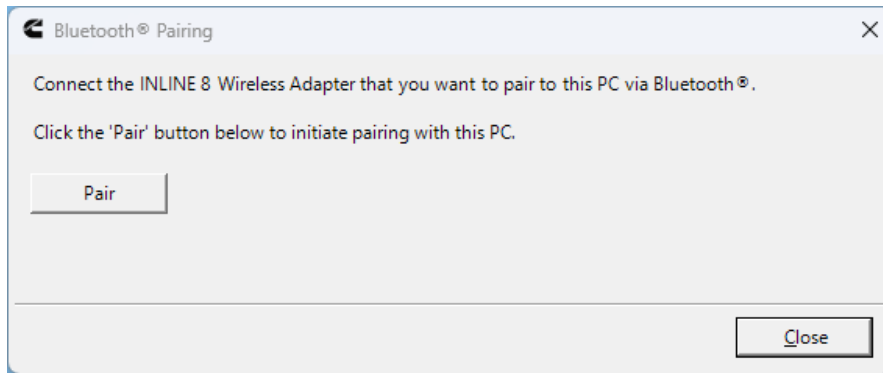 Bluetooth® Pairing
Connect the INLINE 8 Wireless Adapter that you want to pair to this PC via Bluetooth®.
Click the 'Pair' button below to initiate pairing with this PC.
Pair
Close